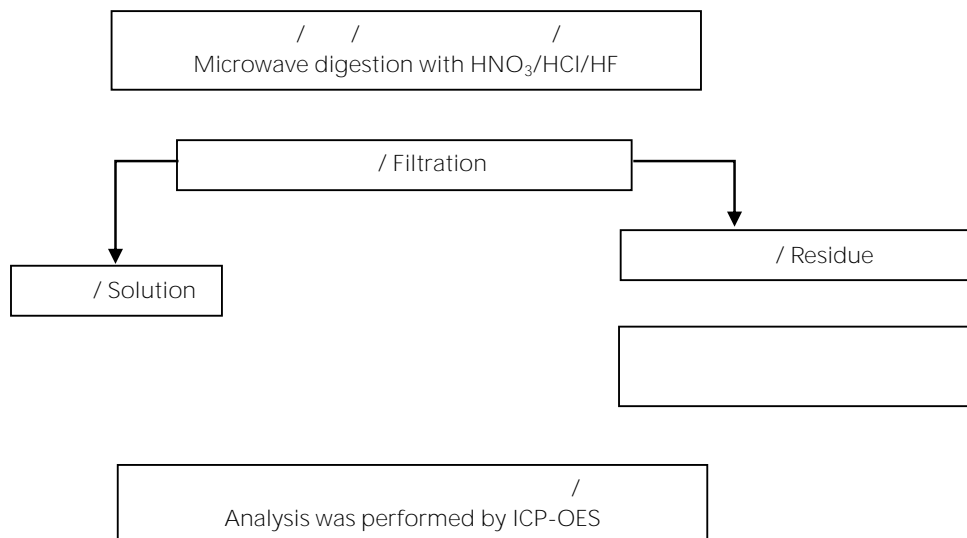 / / /
Microwave digestion with HNO₃/HCl/HF
/ Filtration
/ Residue
/ Solution
/
Analysis was performed by ICP-OES